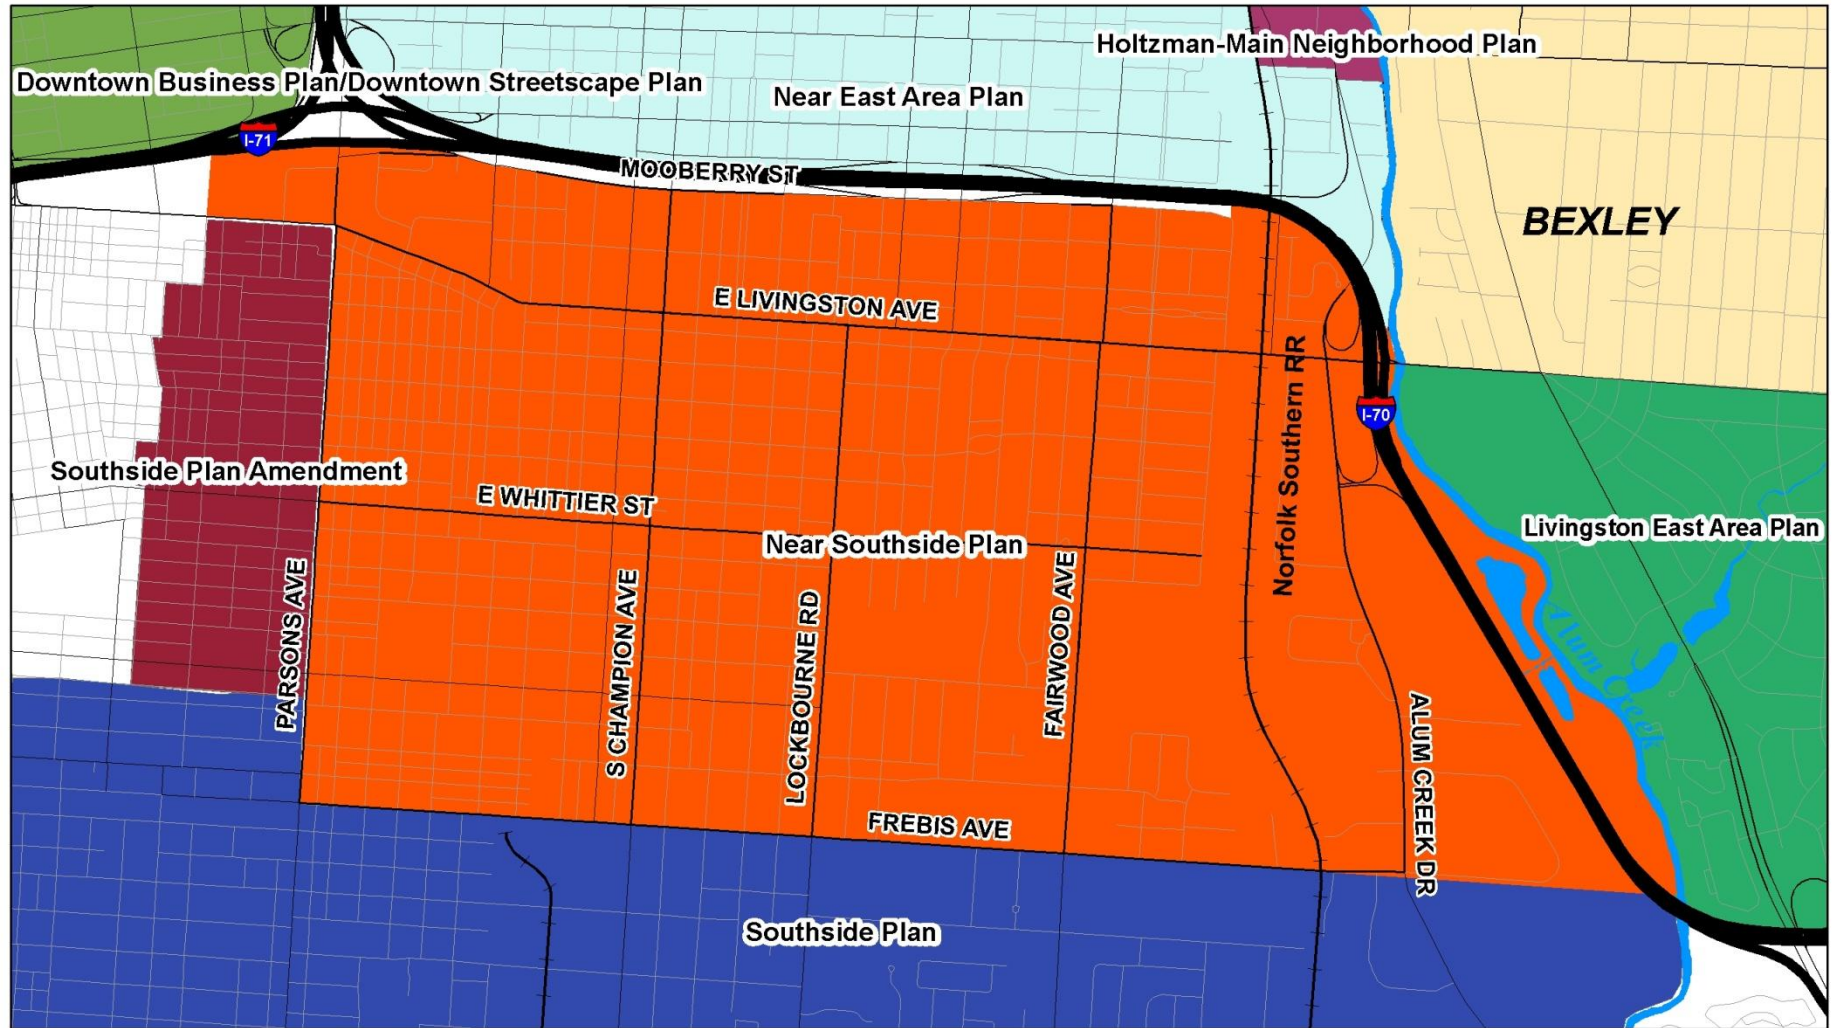 Holtzman-Main Neighborhood Plan
Downtown Business Plan/Downtown Streetscape Plan
Near East Area Plan
I-71
MOOBERRY ST
BEXLEY
E LIVINGSTON AVE
Norfolk Southern RR
I-70
Southside Plan Amendment
E WHITTIER ST
Near Southside Plan
Livingston East Area Plan
PARSONS AVE
S CHAMPION AVE
LOCKBOURNE RD
FAIRWOOD AVE
Alum Creek
ALUM CREEK DR
FREBIS AVE
Southside Plan